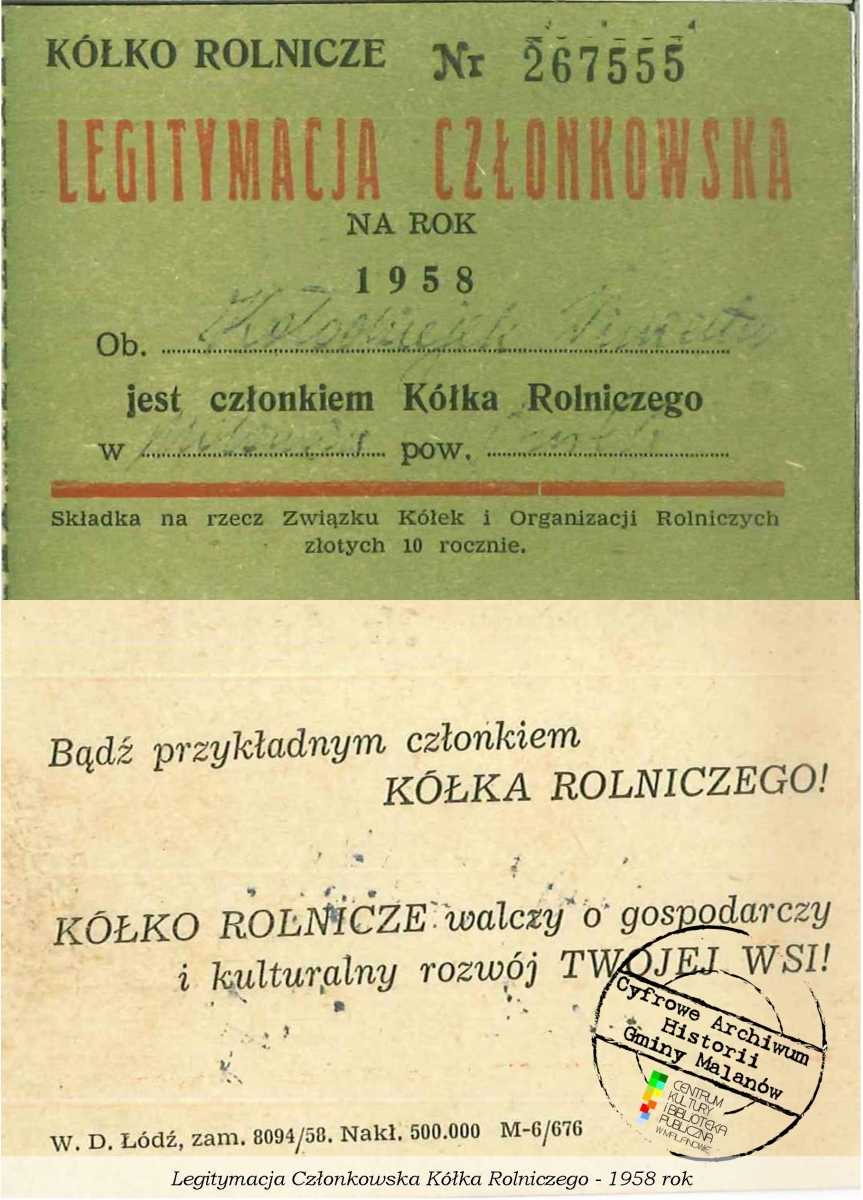 KÓŁKO ROLNICZE Nr 267555
LEGITYMACJA CZŁONKOWSKA
NA ROK
1958
Ob. Kołodziejek
jest członkiem Kółka Rolniczego
w pow.
Składka na rzecz Związku Kółek i Organizacji Rolniczych
złotych 10 rocznie.
Bądź przykładnym członkiem
KÓŁKA ROLNICZEGO!
KÓŁKO ROLNICZE walczy o gospodarczy
i kulturalny rozwój TWOJEJ WSI!
Cyfrowe Archiwum
Historii
Gminy Malanów
CENTRUM
KULTURY
I BIBLIOTEKA
PUBLICZNA
W MALANOWIE
W. D. Łódź, zam. 8094/58. Nakł. 500.000 M-6/676
Legitymacja Członkowska Kółka Rolniczego - 1958 rok